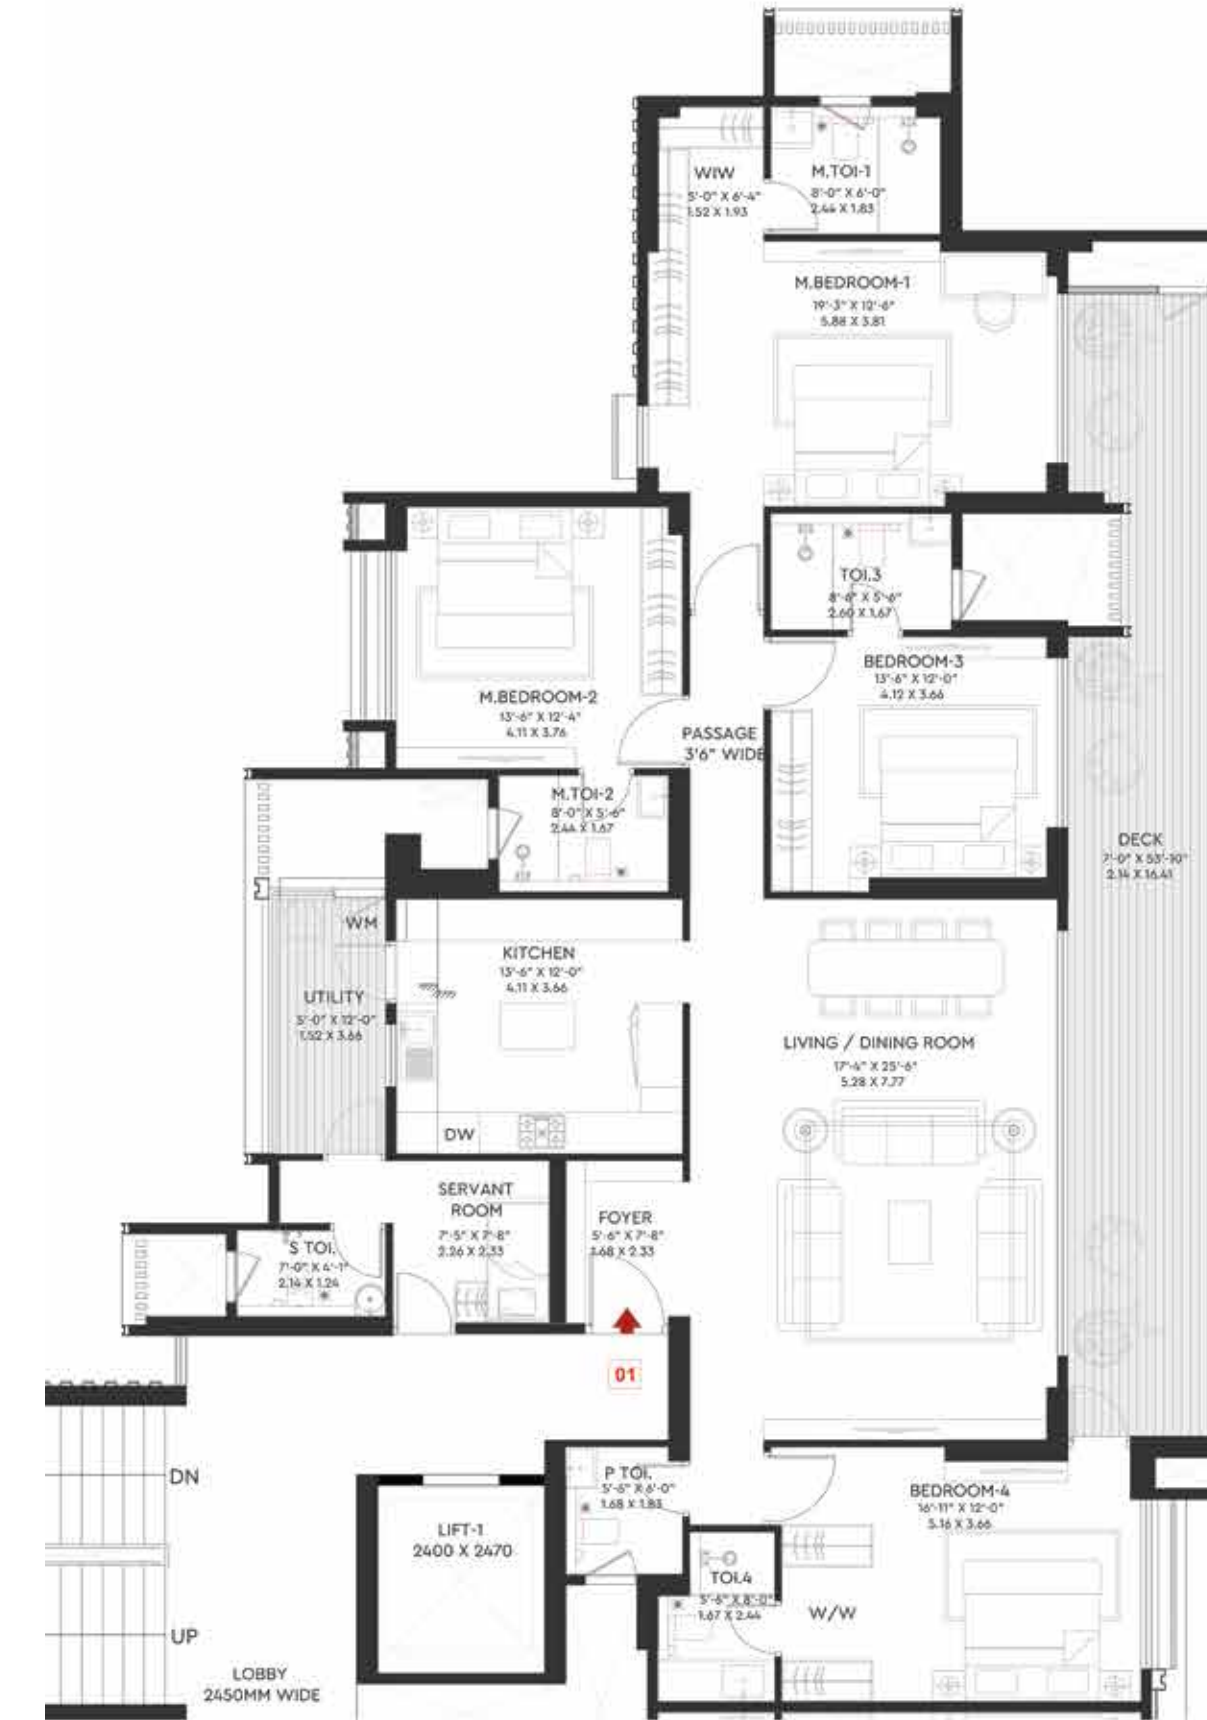 WIW
5'-0" X 6'-4"
1.52 X 1.93
M.TOI-1
8'-0" X 6'-0"
2.44 X 1.83
M.BEDROOM-1
19'-3" X 12'-6"
5.88 X 3.81
TOI.3
8'-6" X 5'-6"
2.60 X 1.67
BEDROOM-3
13'-6" X 12'-0"
4.12 X 3.66
M.BEDROOM-2
13'-6" X 12'-4"
4.11 X 3.76
PASSAGE
3'6" WIDE
M.TOI-2
8'-0" X 5'-6"
2.44 X 1.67
DECK
7'-0" X 53'-10"
2.14 X 16.41
WM
KITCHEN
13'-6" X 12'-0"
4.11 X 3.66
UTILITY
5'-0" X 12'-0"
1.52 X 3.66
LIVING / DINING ROOM
17'-4" X 25'-6"
5.28 X 7.77
DW
SERVANT
ROOM
7'-5" X 7'-8"
2.26 X 2.33
FOYER
5'-6" X 7'-8"
1.68 X 2.33
S TOI.
7'-0" X 4'-1"
2.14 X 1.24
01
DN
P TOI.
5'-6" X 6'-0"
1.68 X 1.83
BEDROOM-4
16'-11" X 12'-0"
5.16 X 3.66
LIFT-1
2400 X 2470
TOI.4
5'-6" X 8'-0"
1.67 X 2.44
W/W
UP
LOBBY
2450MM WIDE